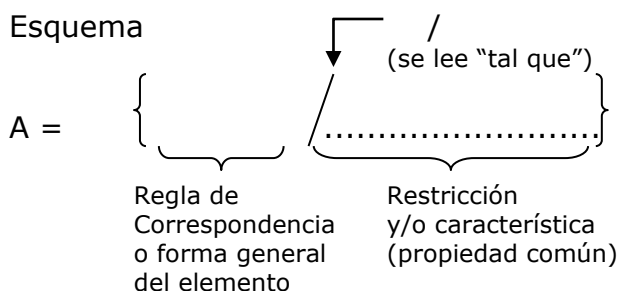 Esquema
/
(se lee “tal que”)
A = { / ............................}
Regla de
Correspondencia
o forma general
del elemento
Restricción
y/o característica
(propiedad común)